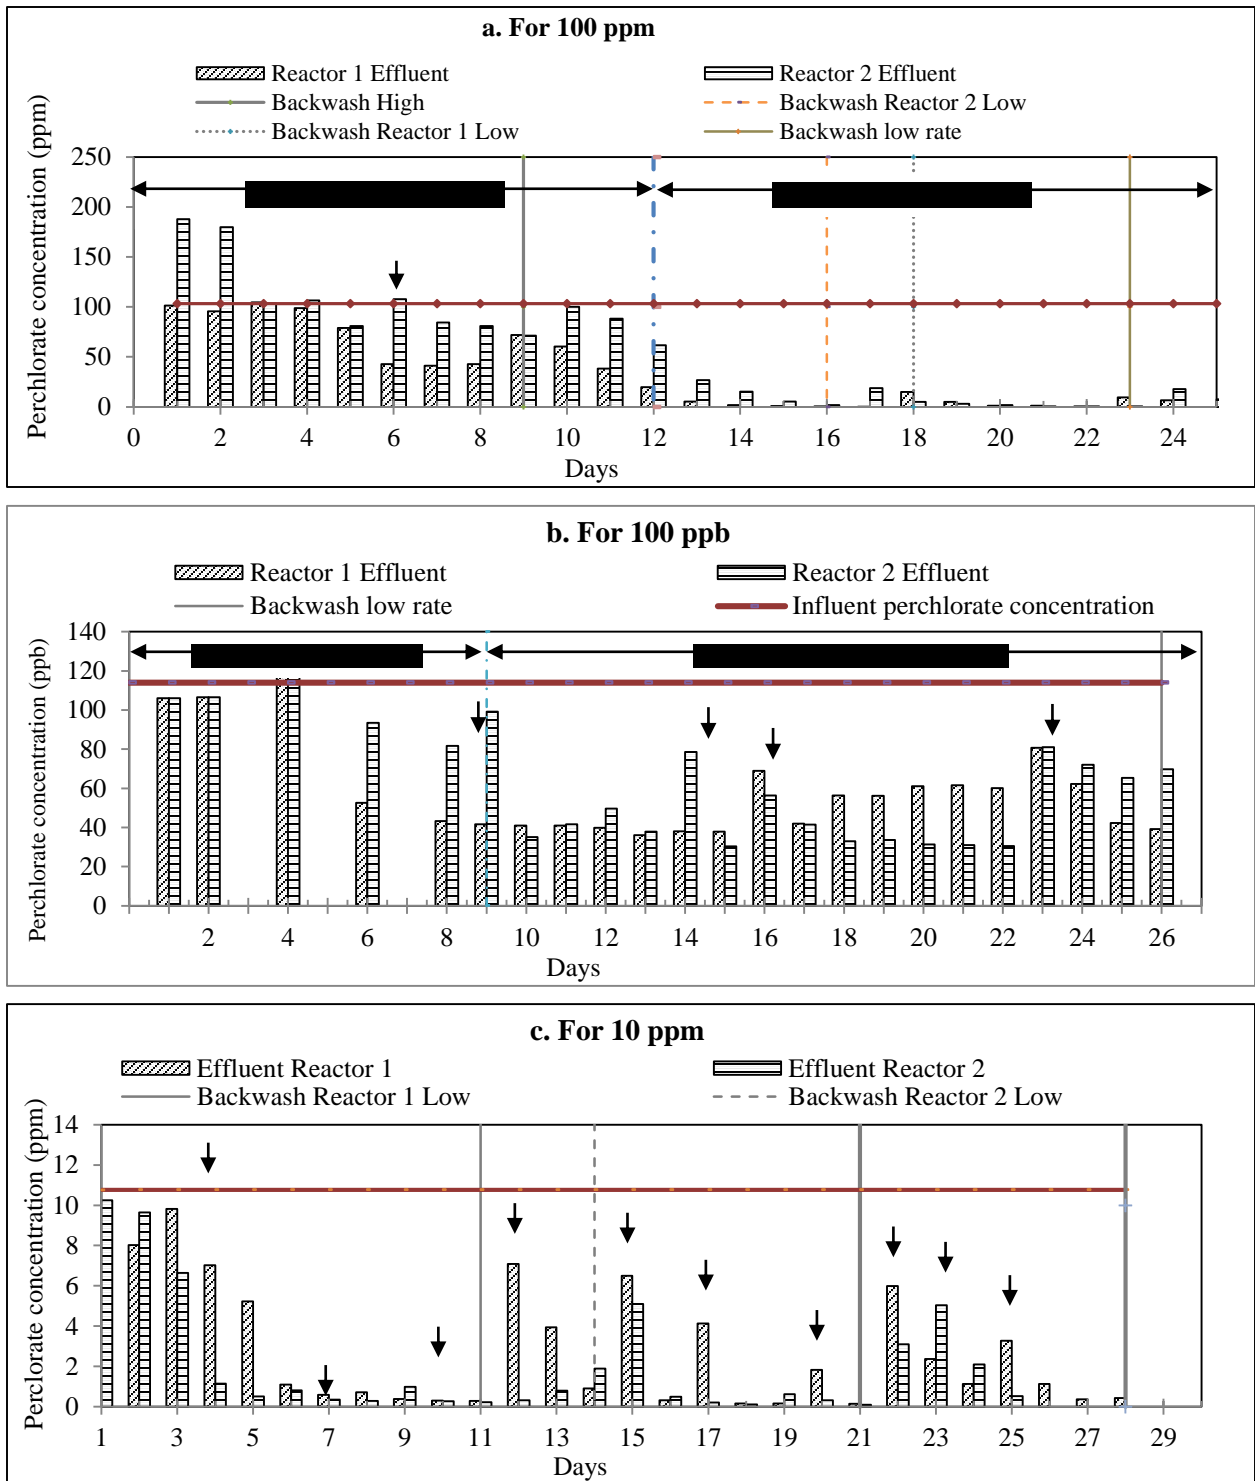 a. For 100 ppm
Reactor 1 Effluent
Reactor 2 Effluent
Backwash High
Backwash Reactor 2 Low
Backwash Reactor 1 Low
Backwash low rate
Perchlorate concentration (ppm)
250
200
150
100
50
0
0 2 4 6 8 10 12 14 16 18 20 22 24
Days
b. For 100 ppb
Reactor 1 Effluent
Reactor 2 Effluent
Backwash low rate
Influent perchlorate concentration
Perchlorate concentration (ppb)
140
120
100
80
60
40
20
0
2 4 6 8 10 12 14 16 18 20 22 24 26
Days
c. For 10 ppm
Effluent Reactor 1
Effluent Reactor 2
Backwash Reactor 1 Low
Backwash Reactor 2 Low
Perclorate concentration (ppm)
14
12
10
8
6
4
2
0
1 3 5 7 9 11 13 15 17 19 21 23 25 27 29
Days